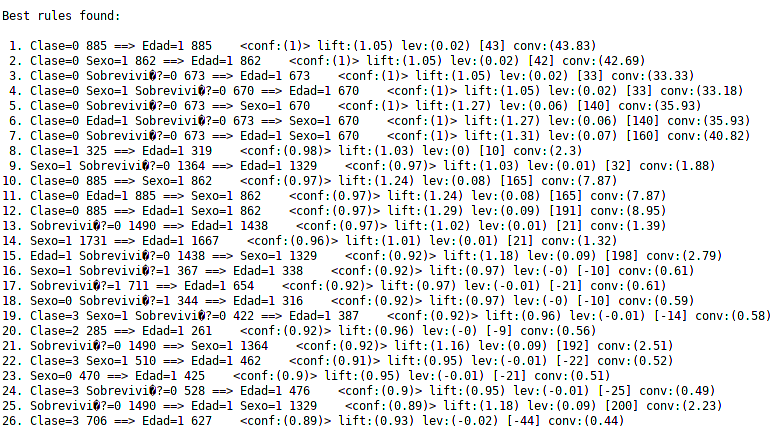 Best rules found:
1. Clase=0 885 ==> Edad=1 885 <conf:(1)> lift:(1.05) lev:(0.02) [43] conv:(43.83)
2. Clase=0 Sexo=1 862 ==> Edad=1 862 <conf:(1)> lift:(1.05) lev:(0.02) [42] conv:(42.69)
3. Clase=0 Sobrevivi�?=0 673 ==> Edad=1 673 <conf:(1)> lift:(1.05) lev:(0.02) [33] conv:(33.33)
4. Clase=0 Sexo=1 Sobrevivi�?=0 670 ==> Edad=1 670 <conf:(1)> lift:(1.05) lev:(0.02) [33] conv:(33.18)
5. Clase=0 Sobrevivi�?=0 673 ==> Sexo=1 670 <conf:(1)> lift:(1.27) lev:(0.06) [140] conv:(35.93)
6. Clase=0 Edad=1 Sobrevivi�?=0 673 ==> Sexo=1 670 <conf:(1)> lift:(1.27) lev:(0.06) [140] conv:(35.93)
7. Clase=0 Sobrevivi�?=0 673 ==> Edad=1 Sexo=1 670 <conf:(1)> lift:(1.31) lev:(0.07) [160] conv:(40.82)
8. Clase=1 325 ==> Edad=1 319 <conf:(0.98)> lift:(1.03) lev:(0) [10] conv:(2.3)
9. Sexo=1 Sobrevivi�?=0 1364 ==> Edad=1 1329 <conf:(0.97)> lift:(1.03) lev:(0.01) [32] conv:(1.88)
10. Clase=0 885 ==> Sexo=1 862 <conf:(0.97)> lift:(1.24) lev:(0.08) [165] conv:(7.87)
11. Clase=0 Edad=1 885 ==> Sexo=1 862 <conf:(0.97)> lift:(1.24) lev:(0.08) [165] conv:(7.87)
12. Clase=0 885 ==> Edad=1 Sexo=1 862 <conf:(0.97)> lift:(1.29) lev:(0.09) [191] conv:(8.95)
13. Sobrevivi�?=0 1490 ==> Edad=1 1438 <conf:(0.97)> lift:(1.02) lev:(0.01) [21] conv:(1.39)
14. Sexo=1 1731 ==> Edad=1 1667 <conf:(0.96)> lift:(1.01) lev:(0.01) [21] conv:(1.32)
15. Edad=1 Sobrevivi�?=0 1438 ==> Sexo=1 1329 <conf:(0.92)> lift:(1.18) lev:(0.09) [198] conv:(2.79)
16. Sexo=1 Sobrevivi�?=1 367 ==> Edad=1 338 <conf:(0.92)> lift:(0.97) lev:(-0) [-10] conv:(0.61)
17. Sobrevivi�?=1 711 ==> Edad=1 654 <conf:(0.92)> lift:(0.97) lev:(-0.01) [-21] conv:(0.61)
18. Sexo=0 Sobrevivi�?=1 344 ==> Edad=1 316 <conf:(0.92)> lift:(0.97) lev:(-0) [-10] conv:(0.59)
19. Clase=3 Sexo=1 Sobrevivi�?=0 422 ==> Edad=1 387 <conf:(0.92)> lift:(0.96) lev:(-0.01) [-14] conv:(0.58)
20. Clase=2 285 ==> Edad=1 261 <conf:(0.92)> lift:(0.96) lev:(-0) [-9] conv:(0.56)
21. Sobrevivi�?=0 1490 ==> Sexo=1 1364 <conf:(0.92)> lift:(1.16) lev:(0.09) [192] conv:(2.51)
22. Clase=3 Sexo=1 510 ==> Edad=1 462 <conf:(0.91)> lift:(0.95) lev:(-0.01) [-22] conv:(0.52)
23. Sexo=0 470 ==> Edad=1 425 <conf:(0.9)> lift:(0.95) lev:(-0.01) [-21] conv:(0.51)
24. Clase=3 Sobrevivi�?=0 528 ==> Edad=1 476 <conf:(0.9)> lift:(0.95) lev:(-0.01) [-25] conv:(0.49)
25. Sobrevivi�?=0 1490 ==> Edad=1 Sexo=1 1329 <conf:(0.89)> lift:(1.18) lev:(0.09) [200] conv:(2.23)
26. Clase=3 706 ==> Edad=1 627 <conf:(0.89)> lift:(0.93) lev:(-0.02) [-44] conv:(0.44)